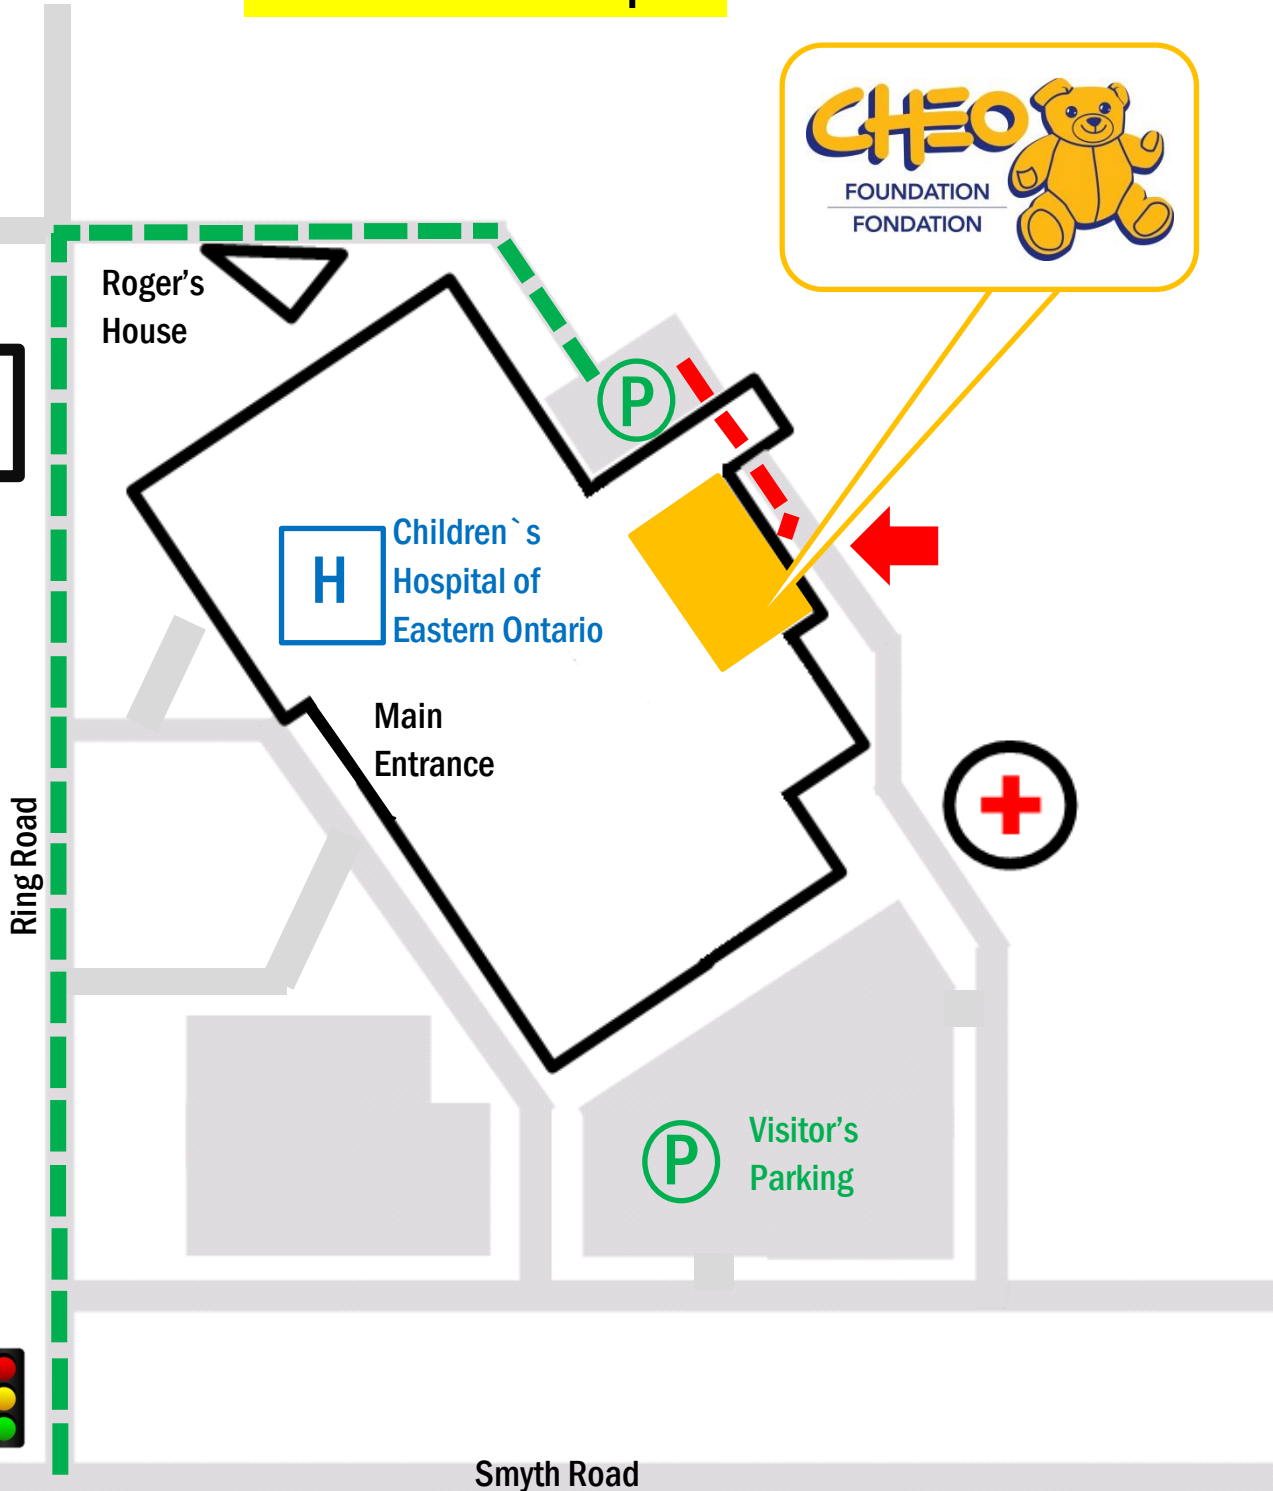 CHEO
FOUNDATION
FONDATION
Roger's
House
P
H
Children`s
Hospital of
Eastern Ontario
Main
Entrance
Ring Road
P
Visitor's
Parking
Smyth Road